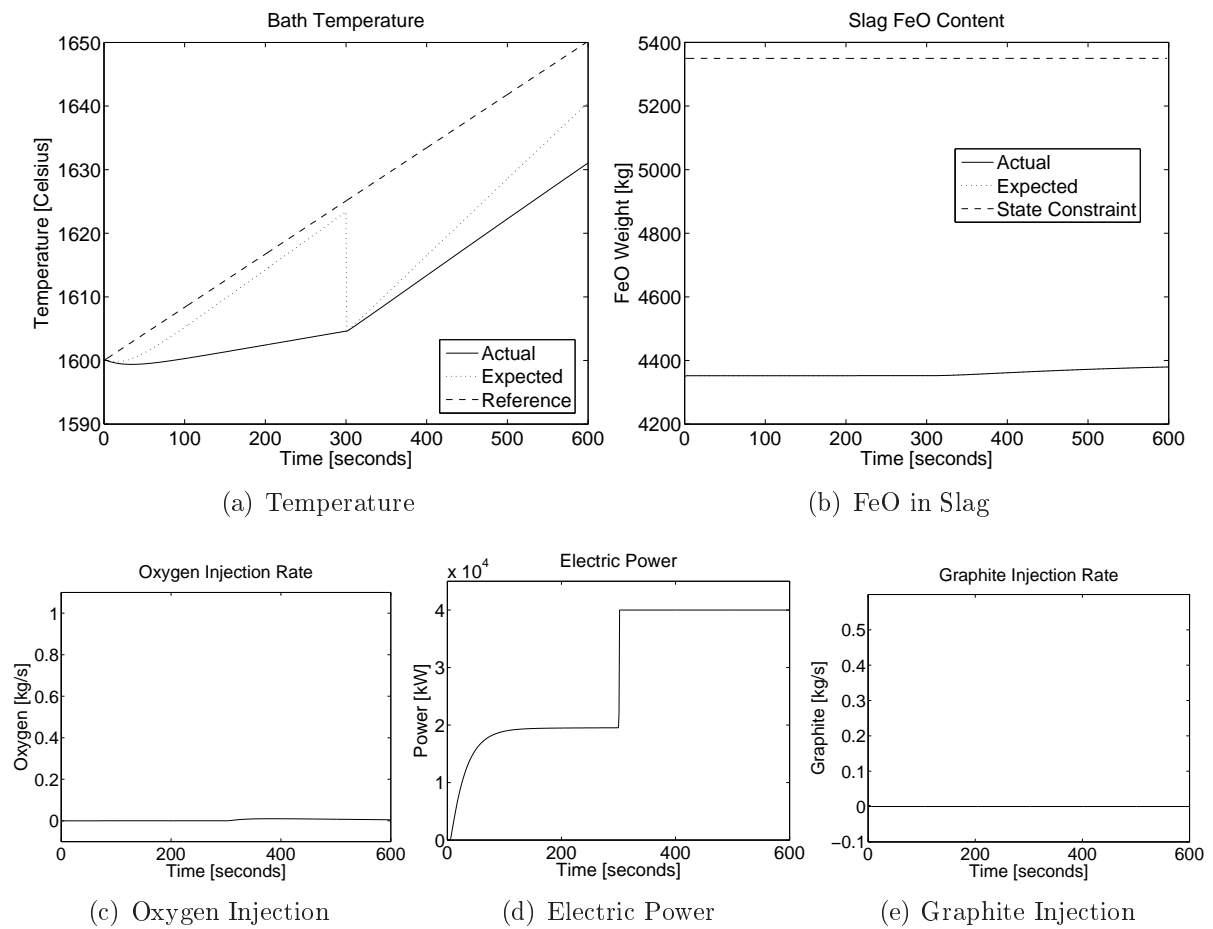 Bath Temperature
1650
1640
1630
1620
1610
1600
1590
Temperature [Celsius]
0 100 200 300 400 500 600
Time [seconds]
Actual
Expected
Reference
(a) Temperature
Slag FeO Content
5400
5200
5000
4800
4600
4400
4200
FeO Weight [kg]
0 100 200 300 400 500 600
Time [seconds]
Actual
Expected
State Constraint
(b) FeO in Slag
Oxygen Injection Rate
1
0.8
0.6
0.4
0.2
0
Oxygen [kg/s]
0 200 400 600
Time [seconds]
(c) Oxygen Injection
Electric Power
x 10^4
4
3
2
1
0
Power [kW]
0 200 400 600
Time [seconds]
(d) Electric Power
Graphite Injection Rate
0.5
0.4
0.3
0.2
0.1
0
−0.1
Graphite [kg/s]
0 200 400 600
Time [seconds]
(e) Graphite Injection